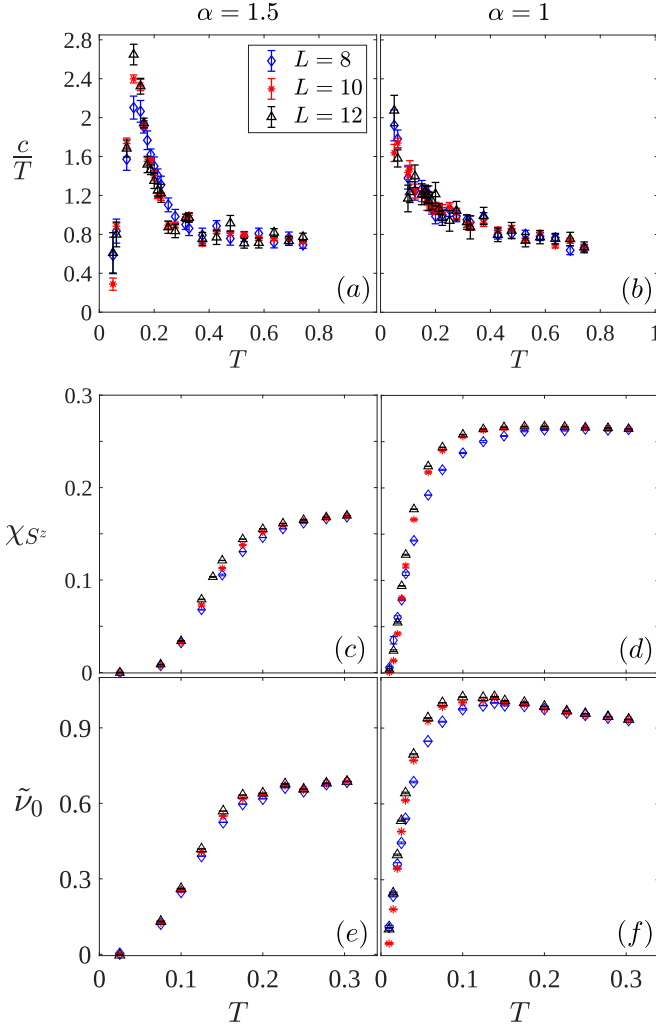 α = 1.5 α = 1
2.8
2.4
2
1.6
1.2
0.8
0.4
0
c/T
L = 8
L = 10
L = 12
(a) (b)
0 0.2 0.4 0.6 0.8 0 0.2 0.4 0.6 0.8 1
T T
0.3
0.2
0.1
0
χ_{S^z}
(c) (d)
0.9
0.6
0.3
0
ν̃₀
(e) (f)
0 0.1 0.2 0.3 0 0.1 0.2 0.3
T T